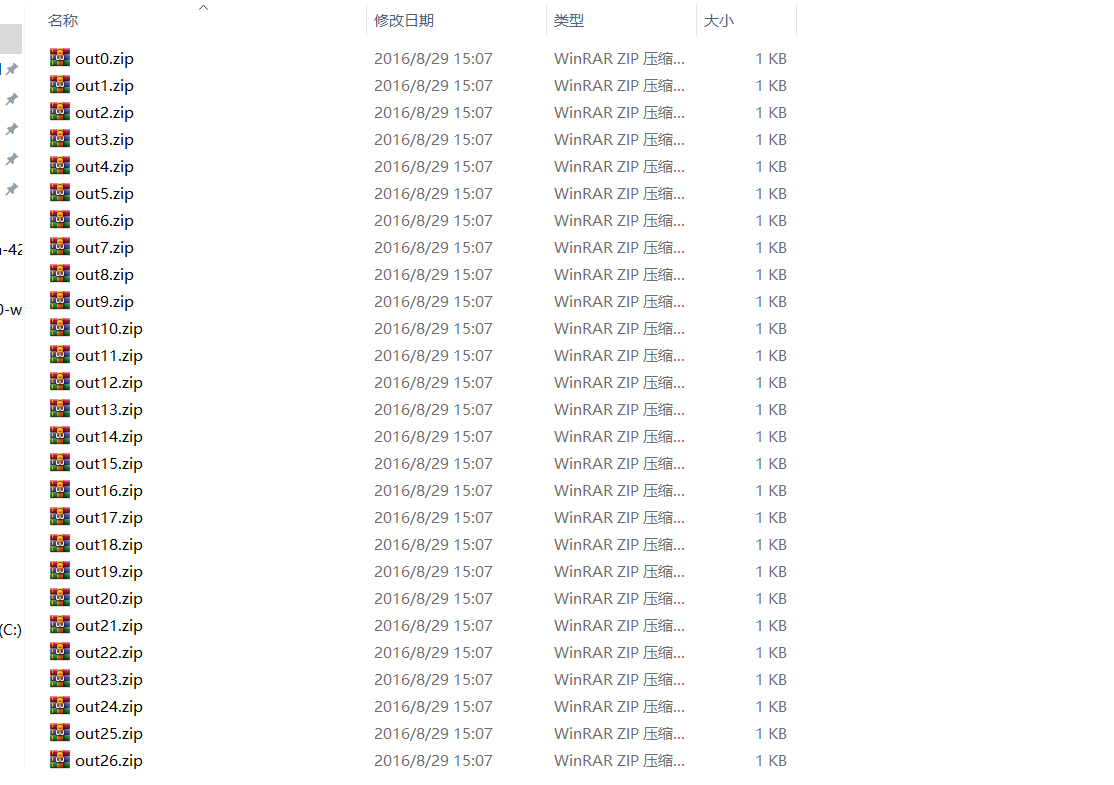 名称 修改日期 类型 大小
out0.zip 2016/8/29 15:07 WinRAR ZIP 压缩... 1 KB
out1.zip 2016/8/29 15:07 WinRAR ZIP 压缩... 1 KB
out2.zip 2016/8/29 15:07 WinRAR ZIP 压缩... 1 KB
out3.zip 2016/8/29 15:07 WinRAR ZIP 压缩... 1 KB
out4.zip 2016/8/29 15:07 WinRAR ZIP 压缩... 1 KB
out5.zip 2016/8/29 15:07 WinRAR ZIP 压缩... 1 KB
out6.zip 2016/8/29 15:07 WinRAR ZIP 压缩... 1 KB
-42 out7.zip 2016/8/29 15:07 WinRAR ZIP 压缩... 1 KB
out8.zip 2016/8/29 15:07 WinRAR ZIP 压缩... 1 KB
0-w out9.zip 2016/8/29 15:07 WinRAR ZIP 压缩... 1 KB
out10.zip 2016/8/29 15:07 WinRAR ZIP 压缩... 1 KB
out11.zip 2016/8/29 15:07 WinRAR ZIP 压缩... 1 KB
out12.zip 2016/8/29 15:07 WinRAR ZIP 压缩... 1 KB
out13.zip 2016/8/29 15:07 WinRAR ZIP 压缩... 1 KB
out14.zip 2016/8/29 15:07 WinRAR ZIP 压缩... 1 KB
out15.zip 2016/8/29 15:07 WinRAR ZIP 压缩... 1 KB
out16.zip 2016/8/29 15:07 WinRAR ZIP 压缩... 1 KB
out17.zip 2016/8/29 15:07 WinRAR ZIP 压缩... 1 KB
out18.zip 2016/8/29 15:07 WinRAR ZIP 压缩... 1 KB
out19.zip 2016/8/29 15:07 WinRAR ZIP 压缩... 1 KB
out20.zip 2016/8/29 15:07 WinRAR ZIP 压缩... 1 KB
(C:) out21.zip 2016/8/29 15:07 WinRAR ZIP 压缩... 1 KB
out22.zip 2016/8/29 15:07 WinRAR ZIP 压缩... 1 KB
out23.zip 2016/8/29 15:07 WinRAR ZIP 压缩... 1 KB
out24.zip 2016/8/29 15:07 WinRAR ZIP 压缩... 1 KB
out25.zip 2016/8/29 15:07 WinRAR ZIP 压缩... 1 KB
out26.zip 2016/8/29 15:07 WinRAR ZIP 压缩... 1 KB